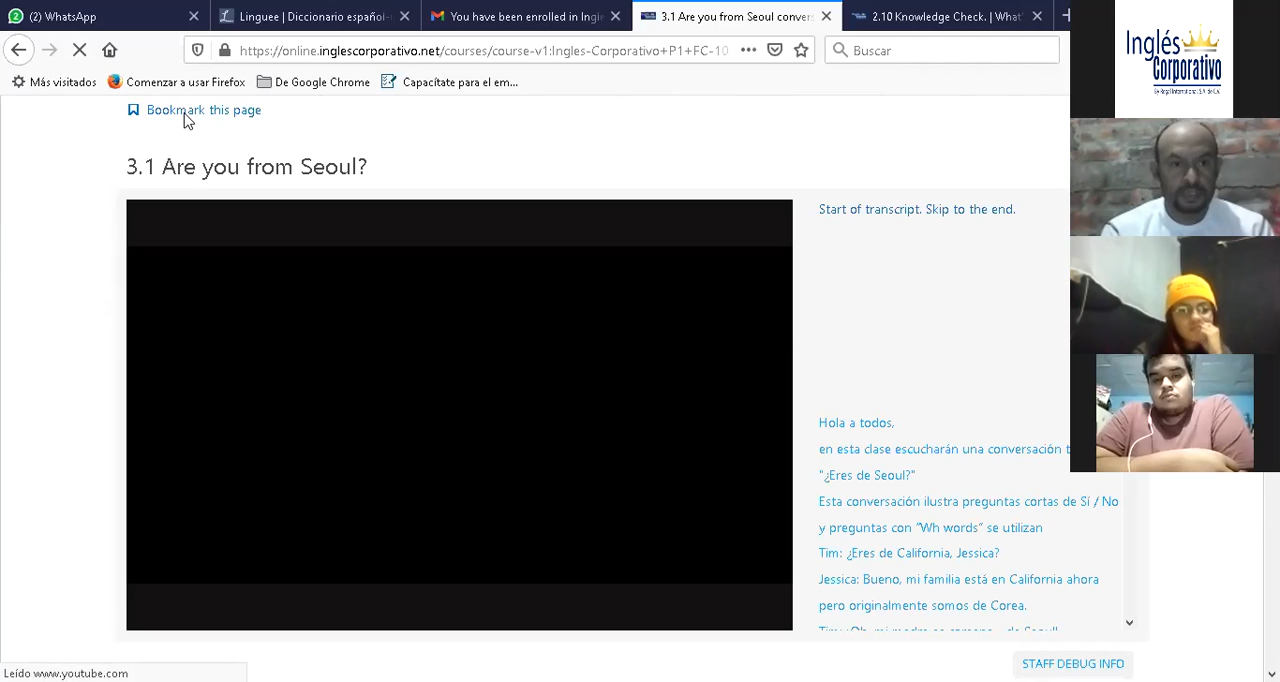 (2) WhatsApp
Linguee | Diccionario español-
You have been enrolled in Ingl
3.1 Are you from Seoul conver
2.10 Knowledge Check. | What'
https://online.inglescorporativo.net/courses/course-v1:Ingles-Corporativo+P1+FC-10
Buscar
Más visitados
Comenzar a usar Firefox
De Google Chrome
Capacítate para el em...
Inglés
Corporativo
By Regal International S.A. de C.V.
Bookmark this page
3.1 Are you from Seoul?
Start of transcript. Skip to the end.
Hola a todos,
en esta clase escucharán una conversación t
"¿Eres de Seoul?"
Esta conversación ilustra preguntas cortas de Sí / No
y preguntas con "Wh words" se utilizan
Tim: ¿Eres de California, Jessica?
Jessica: Bueno, mi familia está en California ahora
pero originalmente somos de Corea.
STAFF DEBUG INFO
Leído www.youtube.com